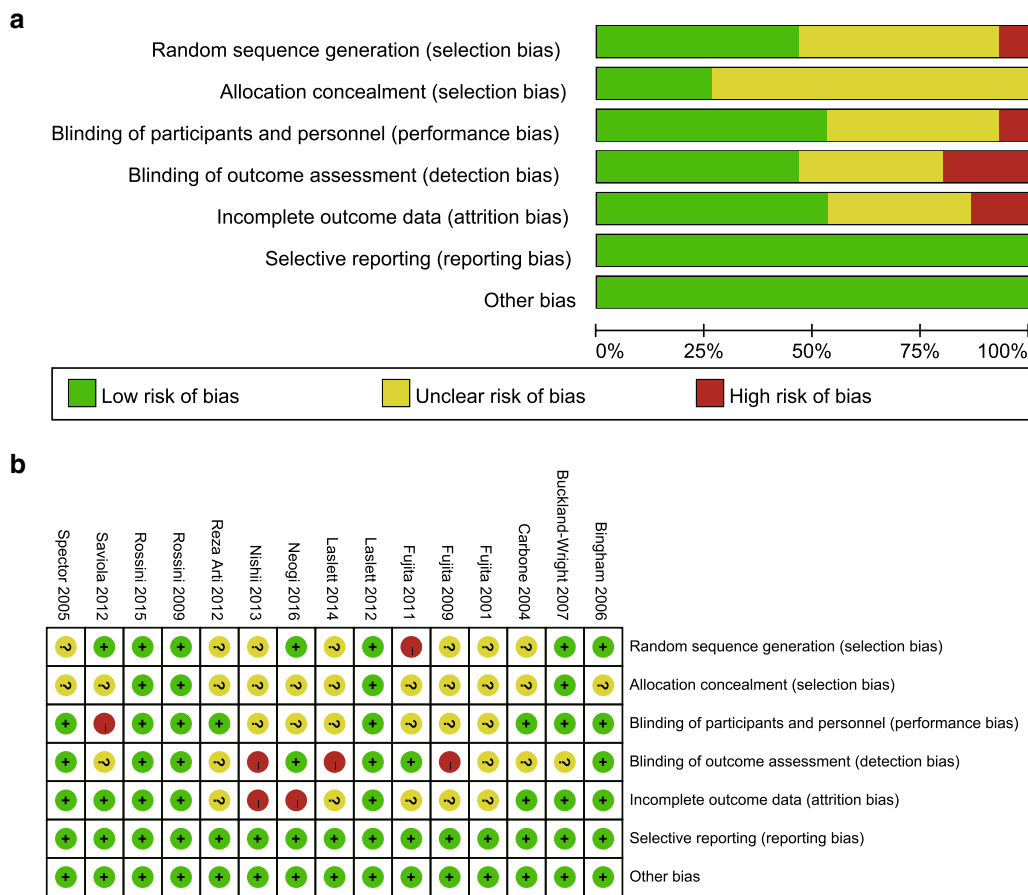 a
Random sequence generation (selection bias)
Allocation concealment (selection bias)
Blinding of participants and personnel (performance bias)
Blinding of outcome assessment (detection bias)
Incomplete outcome data (attrition bias)
Selective reporting (reporting bias)
Other bias
0% 25% 50% 75% 100%
Low risk of bias Unclear risk of bias High risk of bias
b
Spector 2005
Saviola 2012
Rossini 2015
Rossini 2009
Reza Arti 2012
Nishii 2013
Neogi 2016
Laslett 2014
Laslett 2012
Fujita 2011
Fujita 2009
Fujita 2001
Carbone 2004
Buckland-Wright 2007
Bingham 2006
? + + + ? ? + ? + – ? ? ? + + Random sequence generation (selection bias)
? ? + + ? ? ? ? + ? ? ? ? + ? Allocation concealment (selection bias)
+ – + + + ? ? ? + ? ? ? + + + Blinding of participants and personnel (performance bias)
+ ? + + ? – + – + + – ? ? ? + Blinding of outcome assessment (detection bias)
+ + + + ? – – ? + ? ? ? + + + Incomplete outcome data (attrition bias)
+ + + + + + + + + + + + + + + Selective reporting (reporting bias)
+ + + + + + + + + + + + + + + Other bias